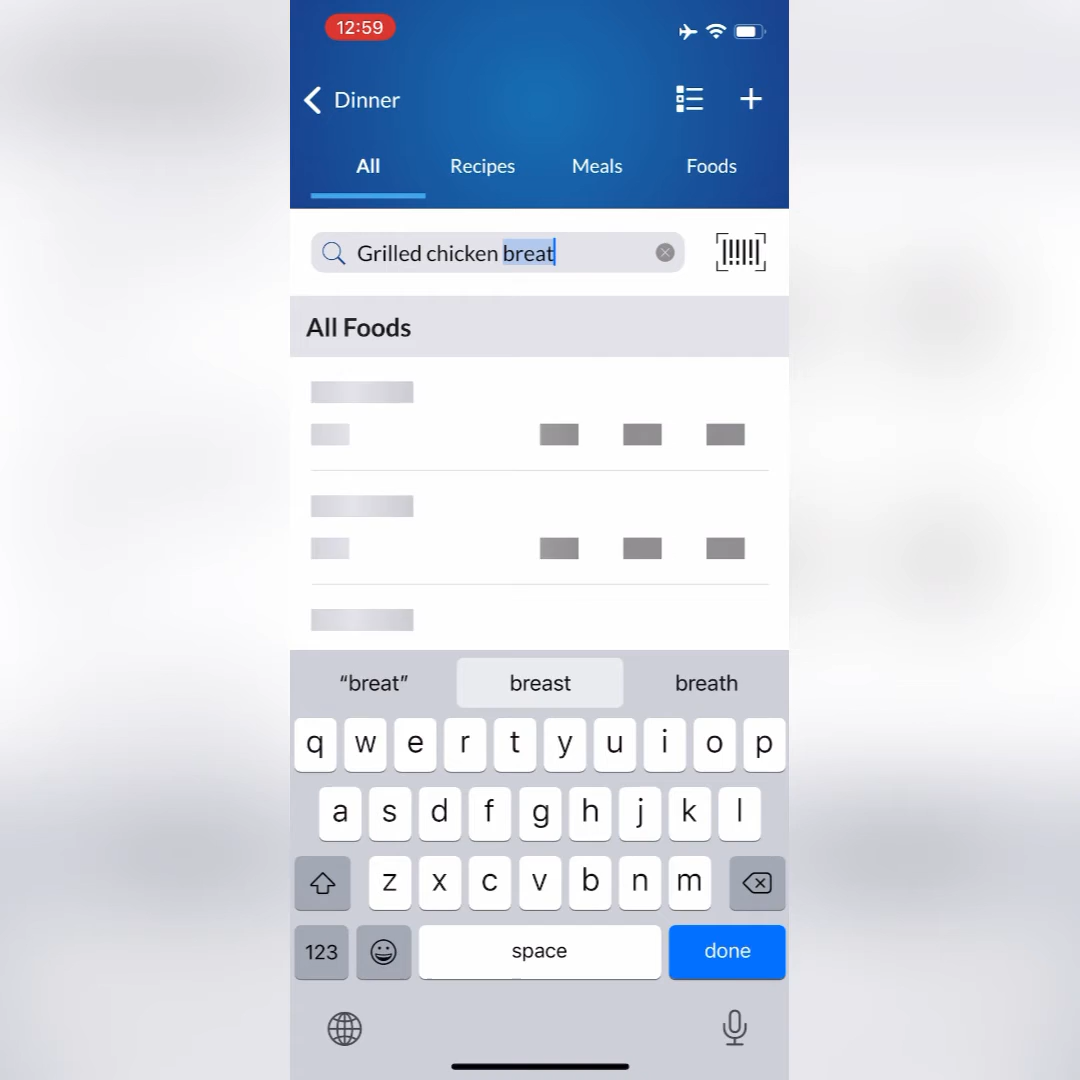 12:59
Dinner
All Recipes Meals Foods
Grilled chicken breat
All Foods
“breat” breast breath
q w e r t y u i o p
a s d f g h j k l
z x c v b n m
123 space done